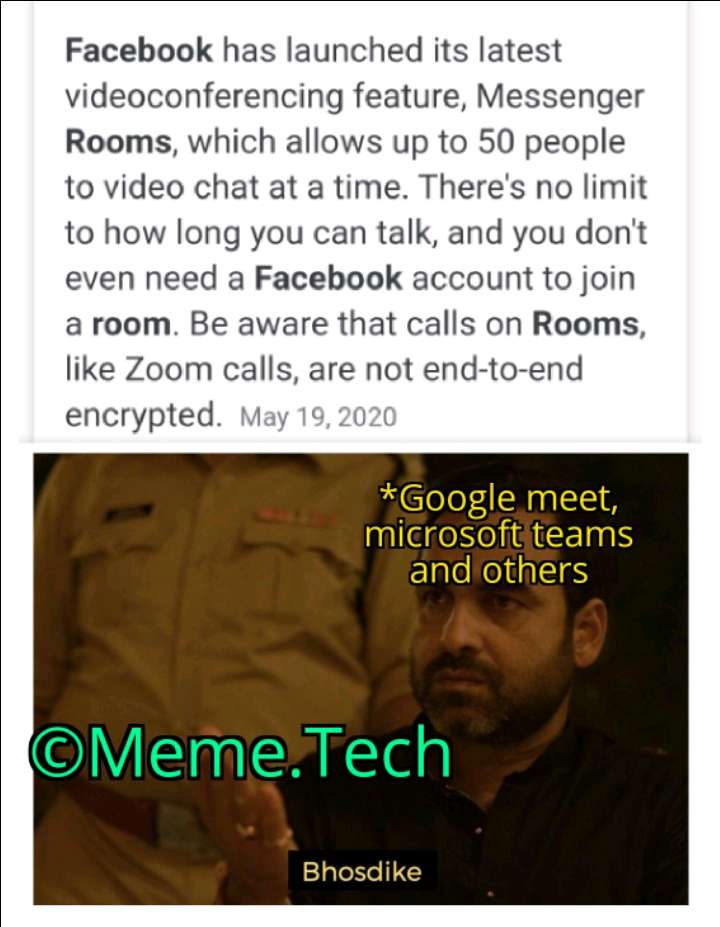 Facebook has launched its latest
videoconferencing feature, Messenger
Rooms, which allows up to 50 people
to video chat at a time. There's no limit
to how long you can talk, and you don't
even need a Facebook account to join
a room. Be aware that calls on Rooms,
like Zoom calls, are not end-to-end
encrypted. May 19, 2020
*Google meet,
microsoft teams
and others
©Meme.Tech
Bhosdike